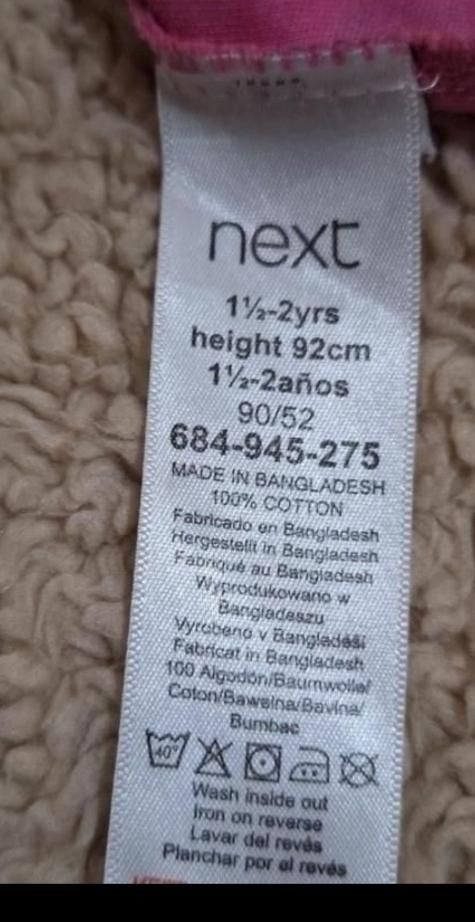 next
1½-2yrs
height 92cm
1½-2años
90/52
684-945-275
MADE IN BANGLADESH
100% COTTON
Fabricado en Bangladesh
Hergestellt in Bangladesh
Fabriqué au Bangladesh
Wyprodukowano w
Bangladeszu
Vyrobeno v Bangladéši
Fabricat in Bangladesh
100 Algodón/Baumwolle/
Coton/Bawelna/Bavlna/
Bumbac
40°
Wash inside out
Iron on reverse
Lavar del revés
Planchar por el revés